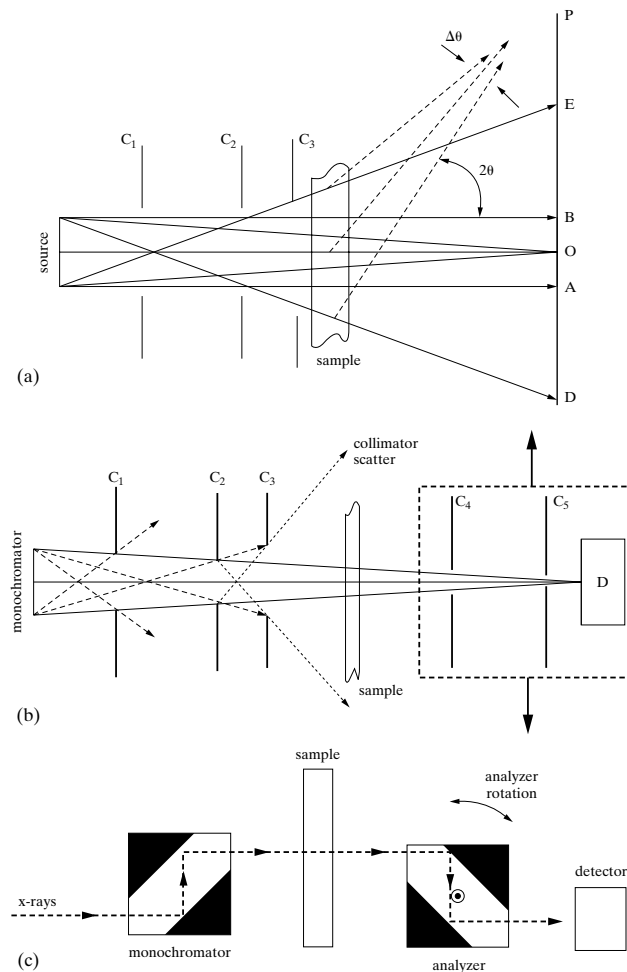 P
Δθ
E
C1
C2
C3
2θ
B
source
O
A
sample
(a)
D
collimator
scatter
C1
C2
C3
C4
C5
monochromator
D
sample
(b)
sample
analyzer
rotation
detector
x-rays
monochromator
analyzer
(c)